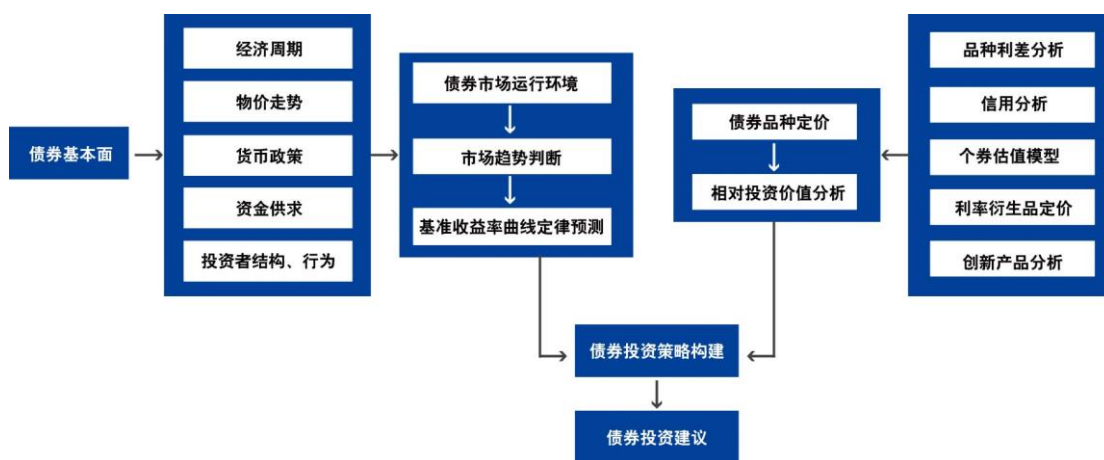 债券基本面
经济周期
物价走势
货币政策
资金供求
投资者结构、行为
债券市场运行环境
市场趋势判断
基准收益率曲线定律预测
债券品种定价
相对投资价值分析
品种利差分析
信用分析
个券估值模型
利率衍生品定价
创新产品分析
债券投资策略构建
债券投资建议